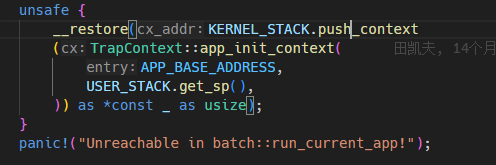 unsafe {
__restore(cx_addr: KERNEL_STACK.push_context
(cx: TrapContext::app_init_context(    田凯夫, 14个月
entry: APP_BASE_ADDRESS,
USER_STACK.get_sp(),
)) as *const _ as usize);
}
panic!("Unreachable in batch::run_current_app!");